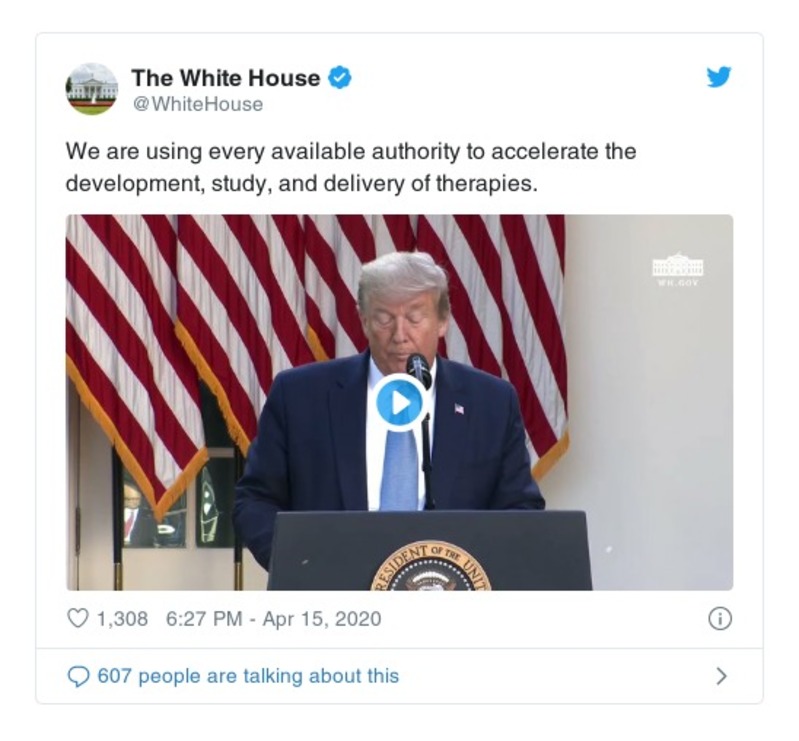 The White House
@WhiteHouse
We are using every available authority to accelerate the
development, study, and delivery of therapies.
WH.GOV
RESIDENT OF THE UNIT
1,308 6:27 PM - Apr 15, 2020
607 people are talking about this